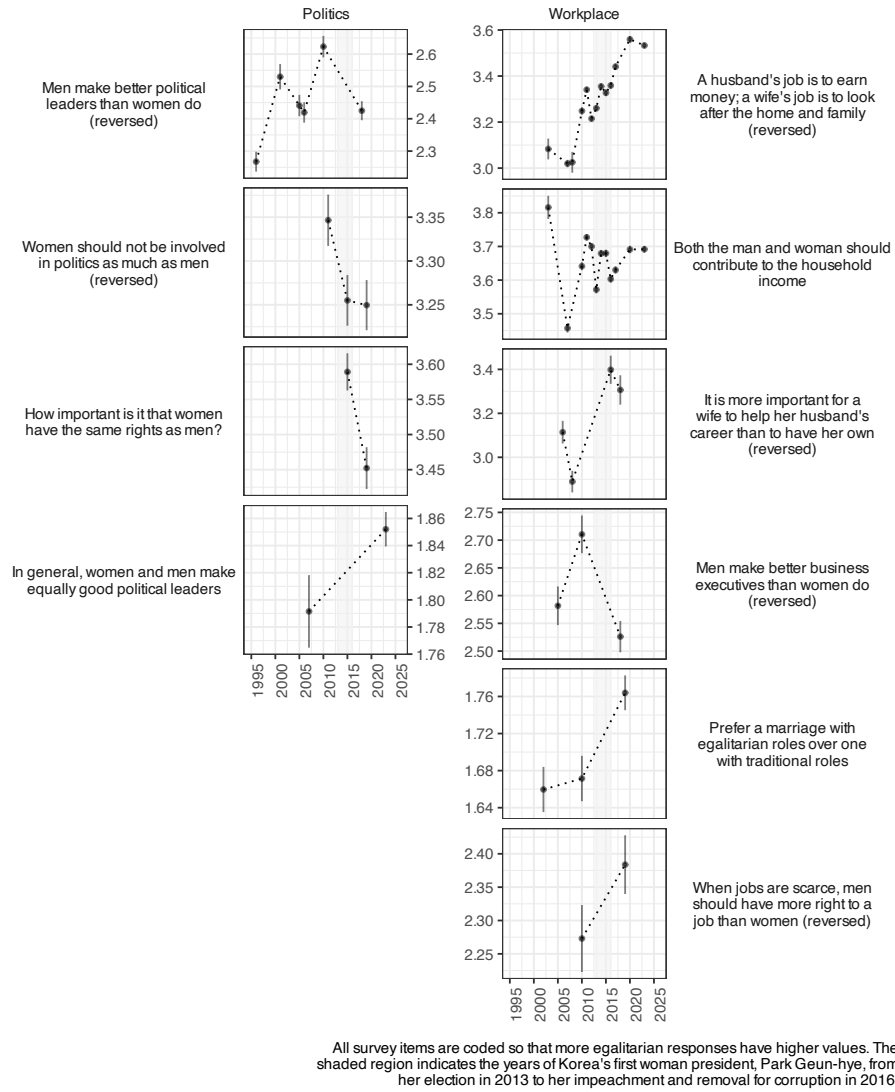 Politics
Men make better political
leaders than women do
(reversed)
2.6
2.5
2.4
2.3
Women should not be involved
in politics as much as men
(reversed)
3.35
3.30
3.25
How important is it that women
have the same rights as men?
3.60
3.55
3.50
3.45
In general, women and men make
equally good political leaders
1.86
1.84
1.82
1.80
1.78
1.76
1995
2000
2005
2010
2015
2020
2025
Workplace
3.6
3.4
3.2
3.0
A husband's job is to earn
money; a wife's job is to look
after the home and family
(reversed)
3.8
3.7
3.6
3.5
Both the man and woman should
contribute to the household
income
3.4
3.2
3.0
It is more important for a
wife to help her husband's
career than to have her own
(reversed)
2.75
2.70
2.65
2.60
2.55
2.50
Men make better business
executives than women do
(reversed)
1.76
1.72
1.68
1.64
Prefer a marriage with
egalitarian roles over one
with traditional roles
2.40
2.35
2.30
2.25
When jobs are scarce, men
should have more right to a
job than women (reversed)
1995
2000
2005
2010
2015
2020
2025
All survey items are coded so that more egalitarian responses have higher values. The
shaded region indicates the years of Korea's first woman president, Park Geun-hye, from
her election in 2013 to her impeachment and removal for corruption in 2016